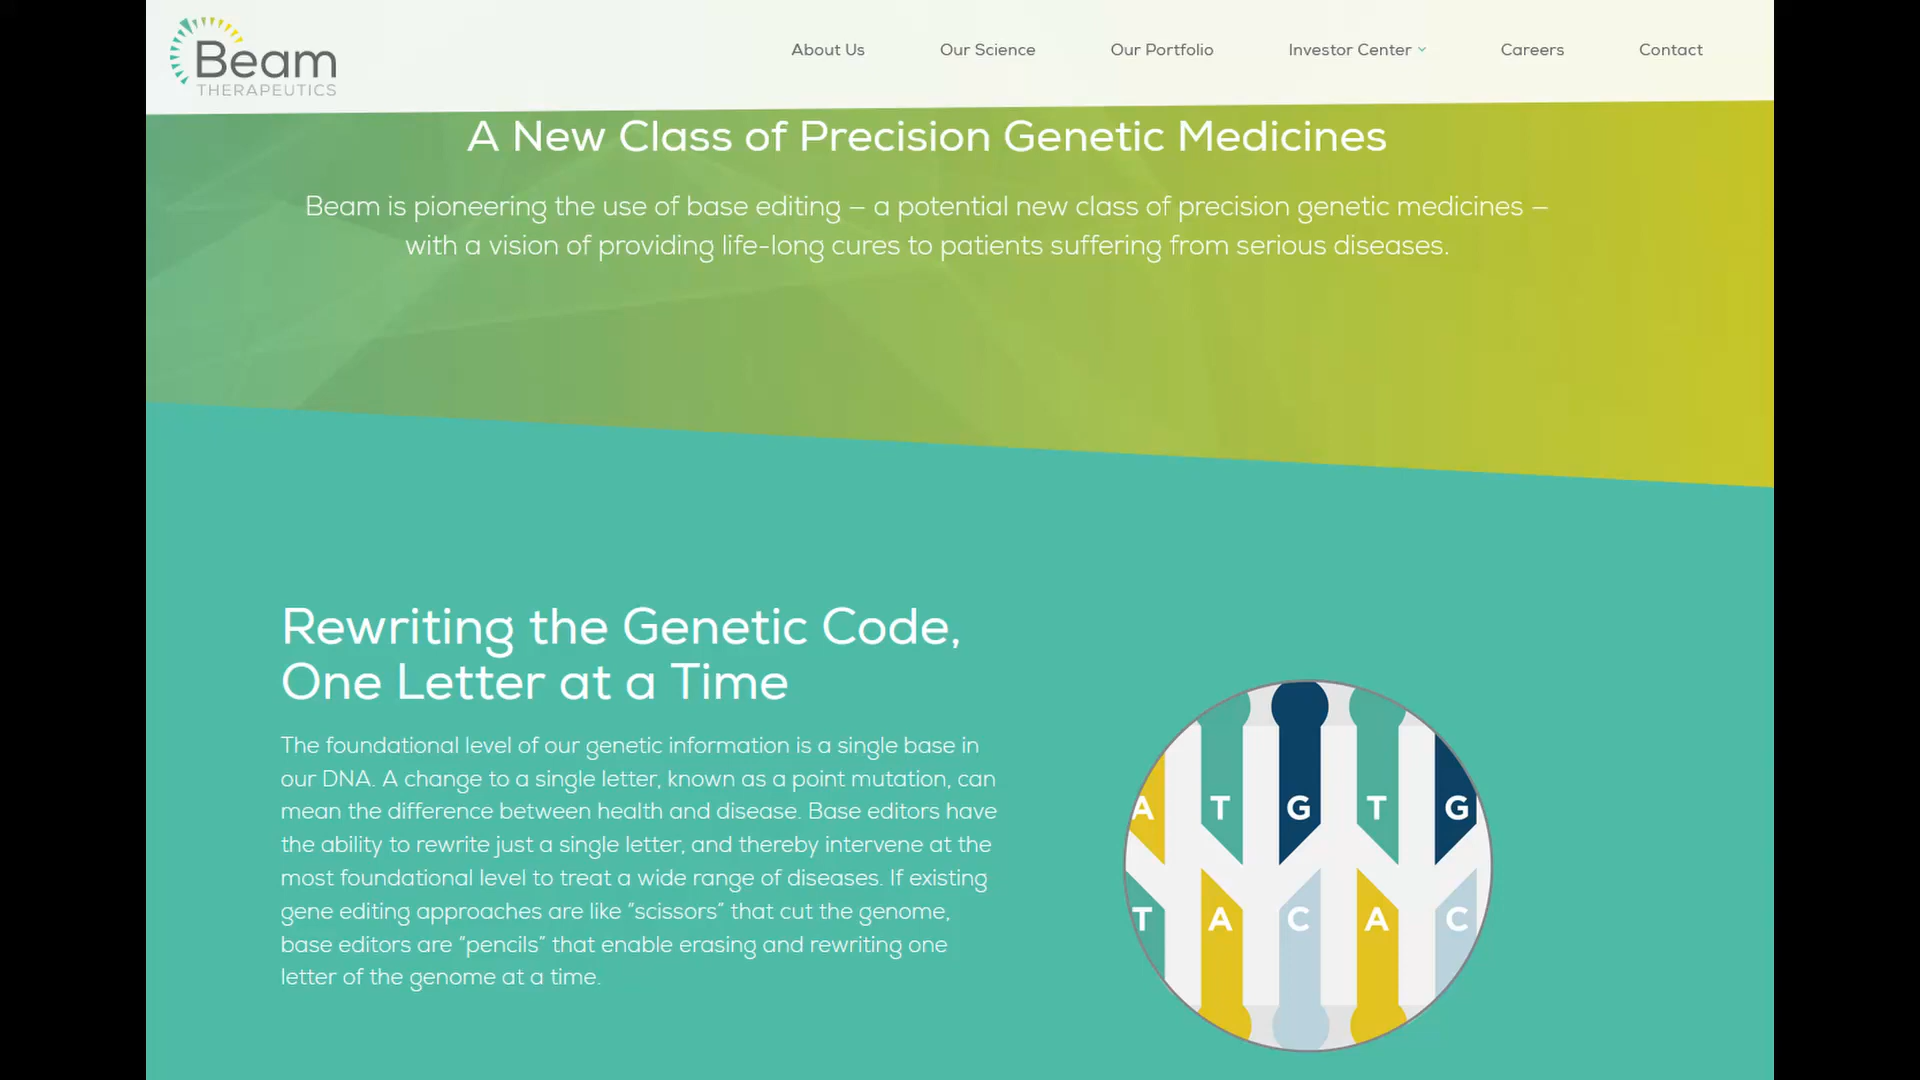 Beam
THERAPEUTICS
About Us
Our Science
Our Portfolio
Investor Center
Careers
Contact
A New Class of Precision Genetic Medicines
Beam is pioneering the use of base editing — a potential new class of precision genetic medicines —
with a vision of providing life-long cures to patients suffering from serious diseases.
Rewriting the Genetic Code,
One Letter at a Time
The foundational level of our genetic information is a single base in
our DNA. A change to a single letter, known as a point mutation, can
mean the difference between health and disease. Base editors have
the ability to rewrite just a single letter, and thereby intervene at the
most foundational level to treat a wide range of diseases. If existing
gene editing approaches are like “scissors” that cut the genome,
base editors are “pencils” that enable erasing and rewriting one
letter of the genome at a time.
A T G T G
T A C A C